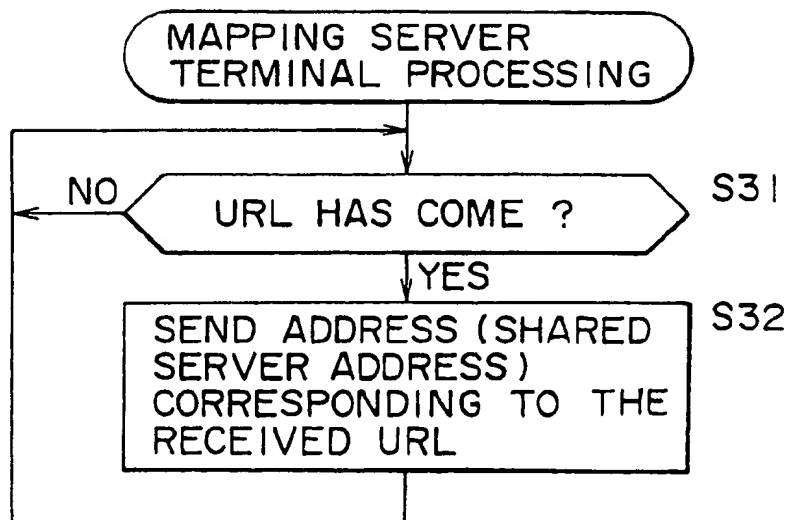 MAPPING SERVER
TERMINAL PROCESSING
NO
URL HAS COME ?
S31
YES
SEND ADDRESS (SHARED
SERVER ADDRESS)
CORRESPONDING TO THE
RECEIVED URL
S32